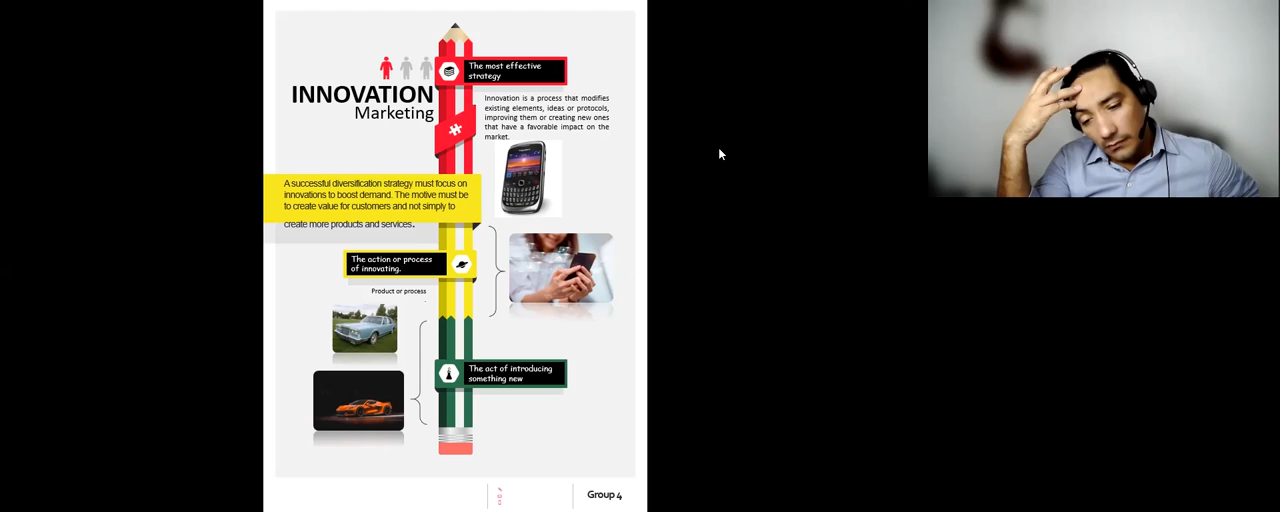 The most effective
strategy
INNOVATION
Marketing
Innovation is a process that modifies
existing elements, ideas or protocols,
improving them or creating new ones
that have a favorable impact on the
market.
A successful diversification strategy must focus on
innovations to boost demand. The motive must be
to create value for customers and not simply to
create more products and services.
The action or process
of innovating.
Product or process
.
The act of introducing
something new
Group 4